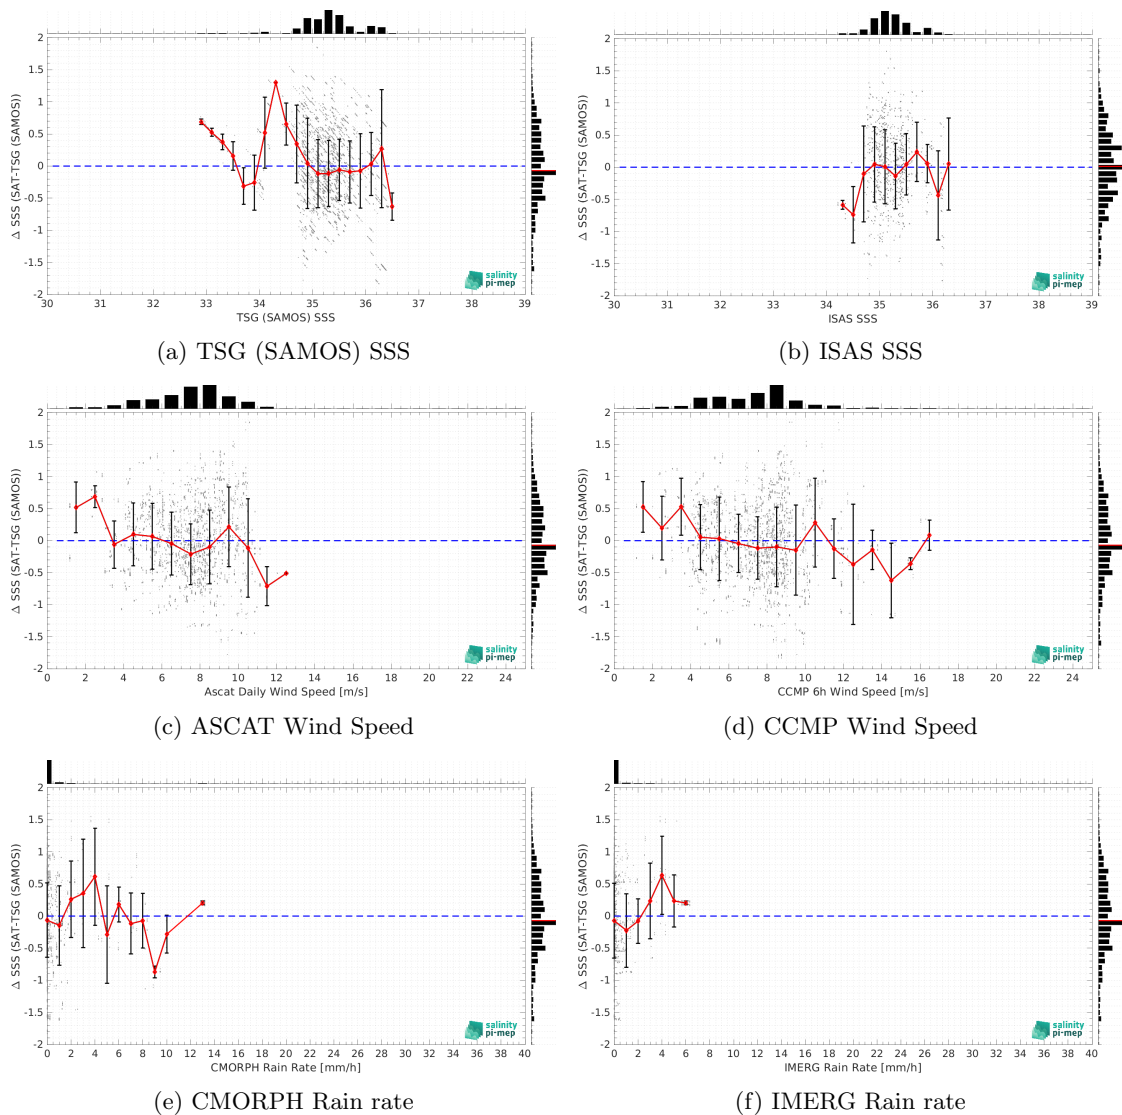 2
1.5
1
0.5
0
-0.5
-1
-1.5
-2
Δ SSS (SAT-TSG (SAMOS))
salinity
pi-mep
30 31 32 33 34 35 36 37 38 39
TSG (SAMOS) SSS
(a) TSG (SAMOS) SSS
2
1.5
1
0.5
0
-0.5
-1
-1.5
-2
Δ SSS (SAT-TSG (SAMOS))
salinity
pi-mep
30 31 32 33 34 35 36 37 38 39
ISAS SSS
(b) ISAS SSS
2
1.5
1
0.5
0
-0.5
-1
-1.5
-2
Δ SSS (SAT-TSG (SAMOS))
salinity
pi-mep
0 2 4 6 8 10 12 14 16 18 20 22 24
Ascat Daily Wind Speed [m/s]
(c) ASCAT Wind Speed
2
1.5
1
0.5
0
-0.5
-1
-1.5
-2
Δ SSS (SAT-TSG (SAMOS))
salinity
pi-mep
0 2 4 6 8 10 12 14 16 18 20 22 24
CCMP 6h Wind Speed [m/s]
(d) CCMP Wind Speed
2
1.5
1
0.5
0
-0.5
-1
-1.5
-2
Δ SSS (SAT-TSG (SAMOS))
salinity
pi-mep
0 2 4 6 8 10 12 14 16 18 20 22 24 26 28 30 32 34 36 38 40
CMORPH Rain Rate [mm/h]
(e) CMORPH Rain rate
2
1.5
1
0.5
0
-0.5
-1
-1.5
-2
Δ SSS (SAT-TSG (SAMOS))
salinity
pi-mep
0 2 4 6 8 10 12 14 16 18 20 22 24 26 28 30 32 34 36 38 40
IMERG Rain Rate [mm/h]
(f) IMERG Rain rate